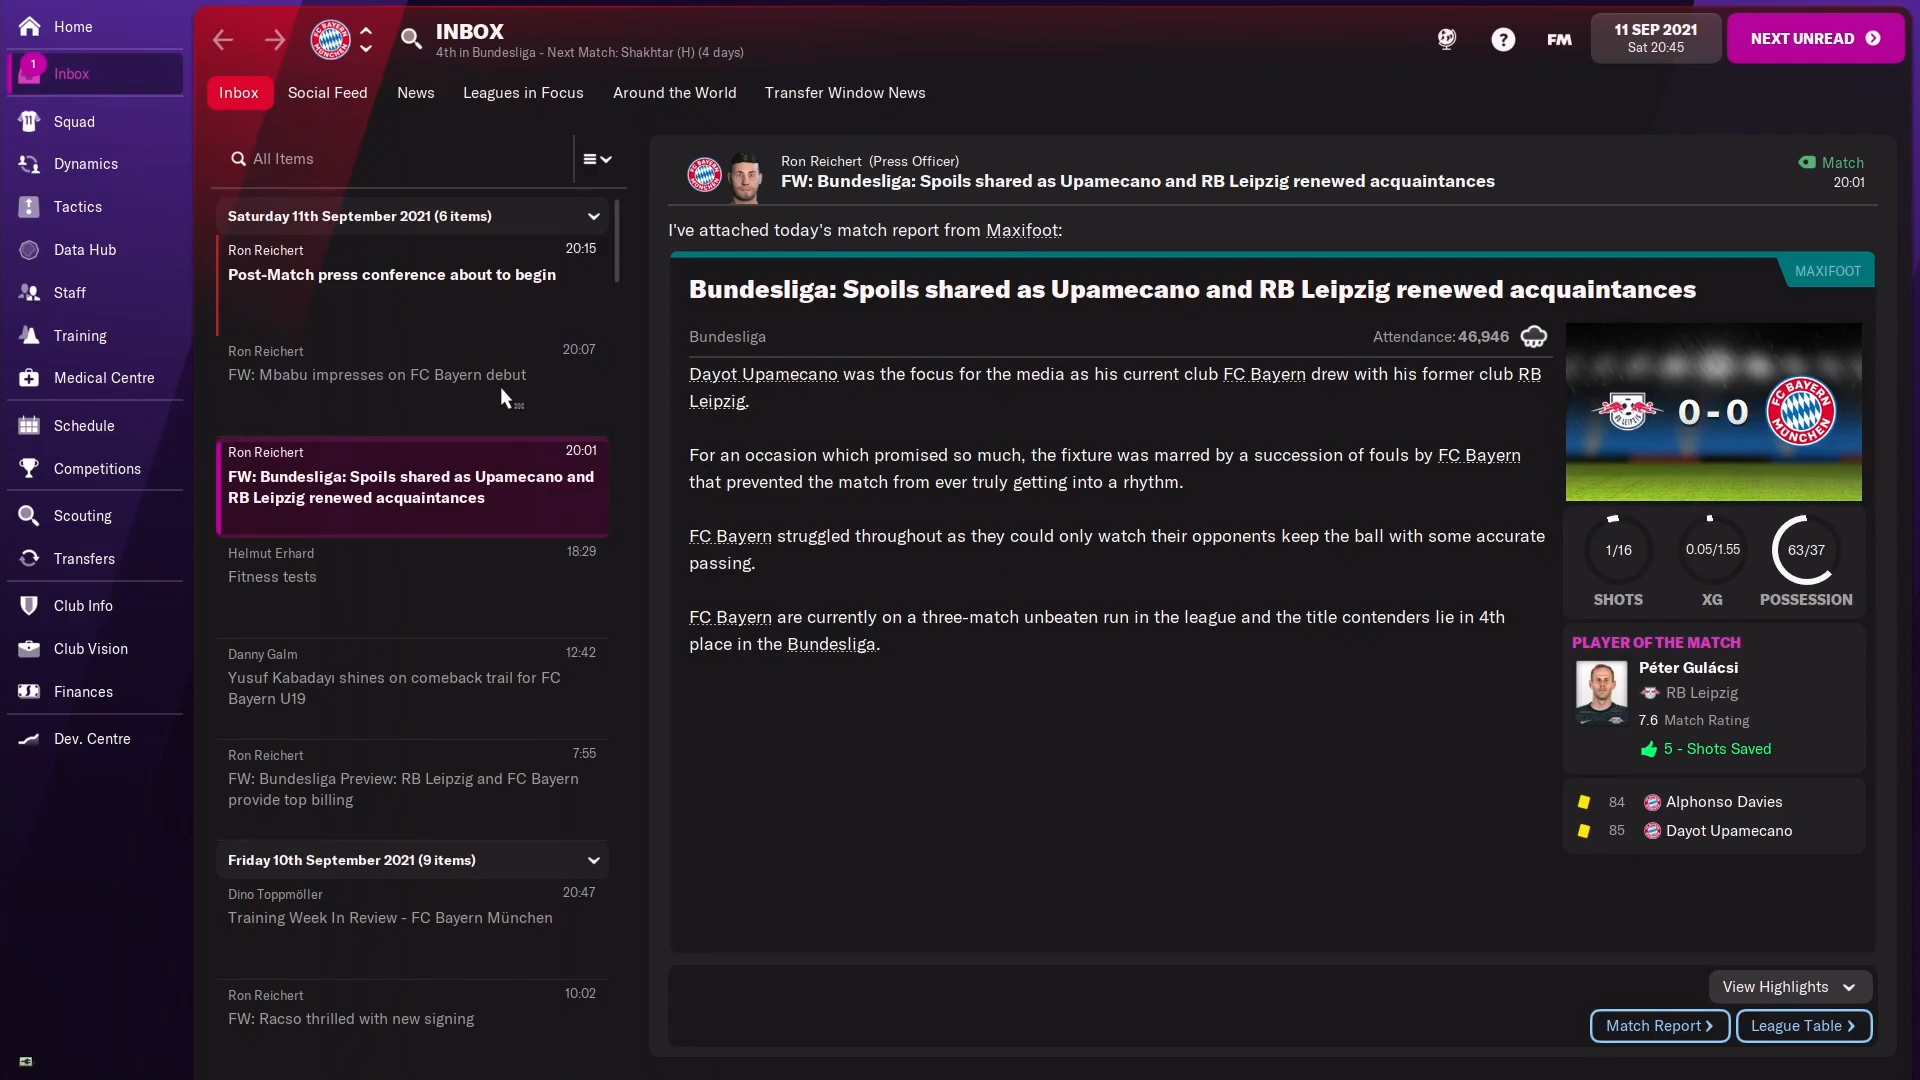 Home
1
Inbox
Squad
Dynamics
Tactics
Data Hub
Staff
Training
Medical Centre
Schedule
Competitions
Scouting
Transfers
Club Info
Club Vision
Finances
Dev. Centre
INBOX
4th in Bundesliga - Next Match: Shakhtar (H) (4 days)
FM
11 SEP 2021
Sat 20:45
NEXT UNREAD
Inbox
Social Feed
News
Leagues in Focus
Around the World
Transfer Window News
All Items
Saturday 11th September 2021 (6 items)
Ron Reichert 20:15
Post-Match press conference about to begin
Ron Reichert 20:07
FW: Mbabu impresses on FC Bayern debut
Ron Reichert 20:01
FW: Bundesliga: Spoils shared as Upamecano and
RB Leipzig renewed acquaintances
Helmut Erhard 18:29
Fitness tests
Danny Galm 12:42
Yusuf Kabadayı shines on comeback trail for FC
Bayern U19
Ron Reichert 7:55
FW: Bundesliga Preview: RB Leipzig and FC Bayern
provide top billing
Friday 10th September 2021 (9 items)
Dino Toppmöller 20:47
Training Week In Review - FC Bayern München
Ron Reichert 10:02
FW: Racso thrilled with new signing
Ron Reichert (Press Officer)
FW: Bundesliga: Spoils shared as Upamecano and RB Leipzig renewed acquaintances
Match
20:01
I've attached today's match report from Maxifoot:
MAXIFOOT
Bundesliga: Spoils shared as Upamecano and RB Leipzig renewed acquaintances
Bundesliga
Attendance: 46,946
Dayot Upamecano was the focus for the media as his current club FC Bayern drew with his former club RB
Leipzig.
For an occasion which promised so much, the fixture was marred by a succession of fouls by FC Bayern
that prevented the match from ever truly getting into a rhythm.
FC Bayern struggled throughout as they could only watch their opponents keep the ball with some accurate
passing.
FC Bayern are currently on a three-match unbeaten run in the league and the title contenders lie in 4th
place in the Bundesliga.
0 - 0
1/16
0.05/1.55
63/37
SHOTS
XG
POSSESSION
PLAYER OF THE MATCH
Péter Gulácsi
RB Leipzig
7.6 Match Rating
5 - Shots Saved
84 Alphonso Davies
85 Dayot Upamecano
View Highlights
Match Report
League Table